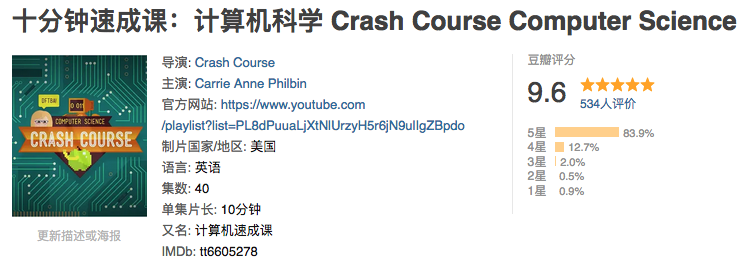 十分钟速成课：计算机科学 Crash Course Computer Science
DFTBA!
COMPUTER SCIENCE
CRASH COURSE
更新描述或海报
导演: Crash Course
主演: Carrie Anne Philbin
官方网站: https://www.youtube.com
/playlist?list=PL8dPuuaLjXtNlUrzyH5r6jN9ulIgZBpdo
制片国家/地区: 美国
语言: 英语
集数: 40
单集片长: 10分钟
又名: 计算机速成课
IMDb: tt6605278
豆瓣评分
9.6
534人评价
5星 83.9%
4星 12.7%
3星 2.0%
2星 0.5%
1星 0.9%